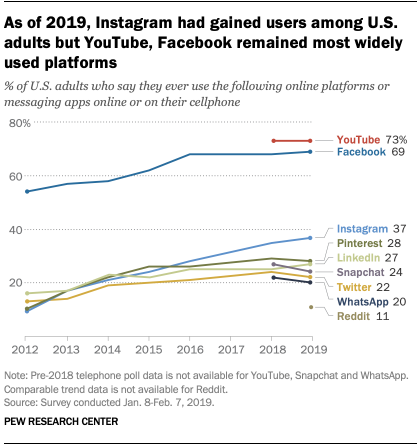 As of 2019, Instagram had gained users among U.S.
adults but YouTube, Facebook remained most widely
used platforms
% of U.S. adults who say they ever use the following online platforms or
messaging apps online or on their cellphone
80%
YouTube 73%
Facebook 69
60
40
Instagram 37
Pinterest 28
LinkedIn 27
Snapchat 24
20
Twitter 22
WhatsApp 20
Reddit 11
2012 2013 2014 2015 2016 2017 2018 2019
Note: Pre-2018 telephone poll data is not available for YouTube, Snapchat and WhatsApp.
Comparable trend data is not available for Reddit.
Source: Survey conducted Jan. 8-Feb. 7, 2019.
PEW RESEARCH CENTER